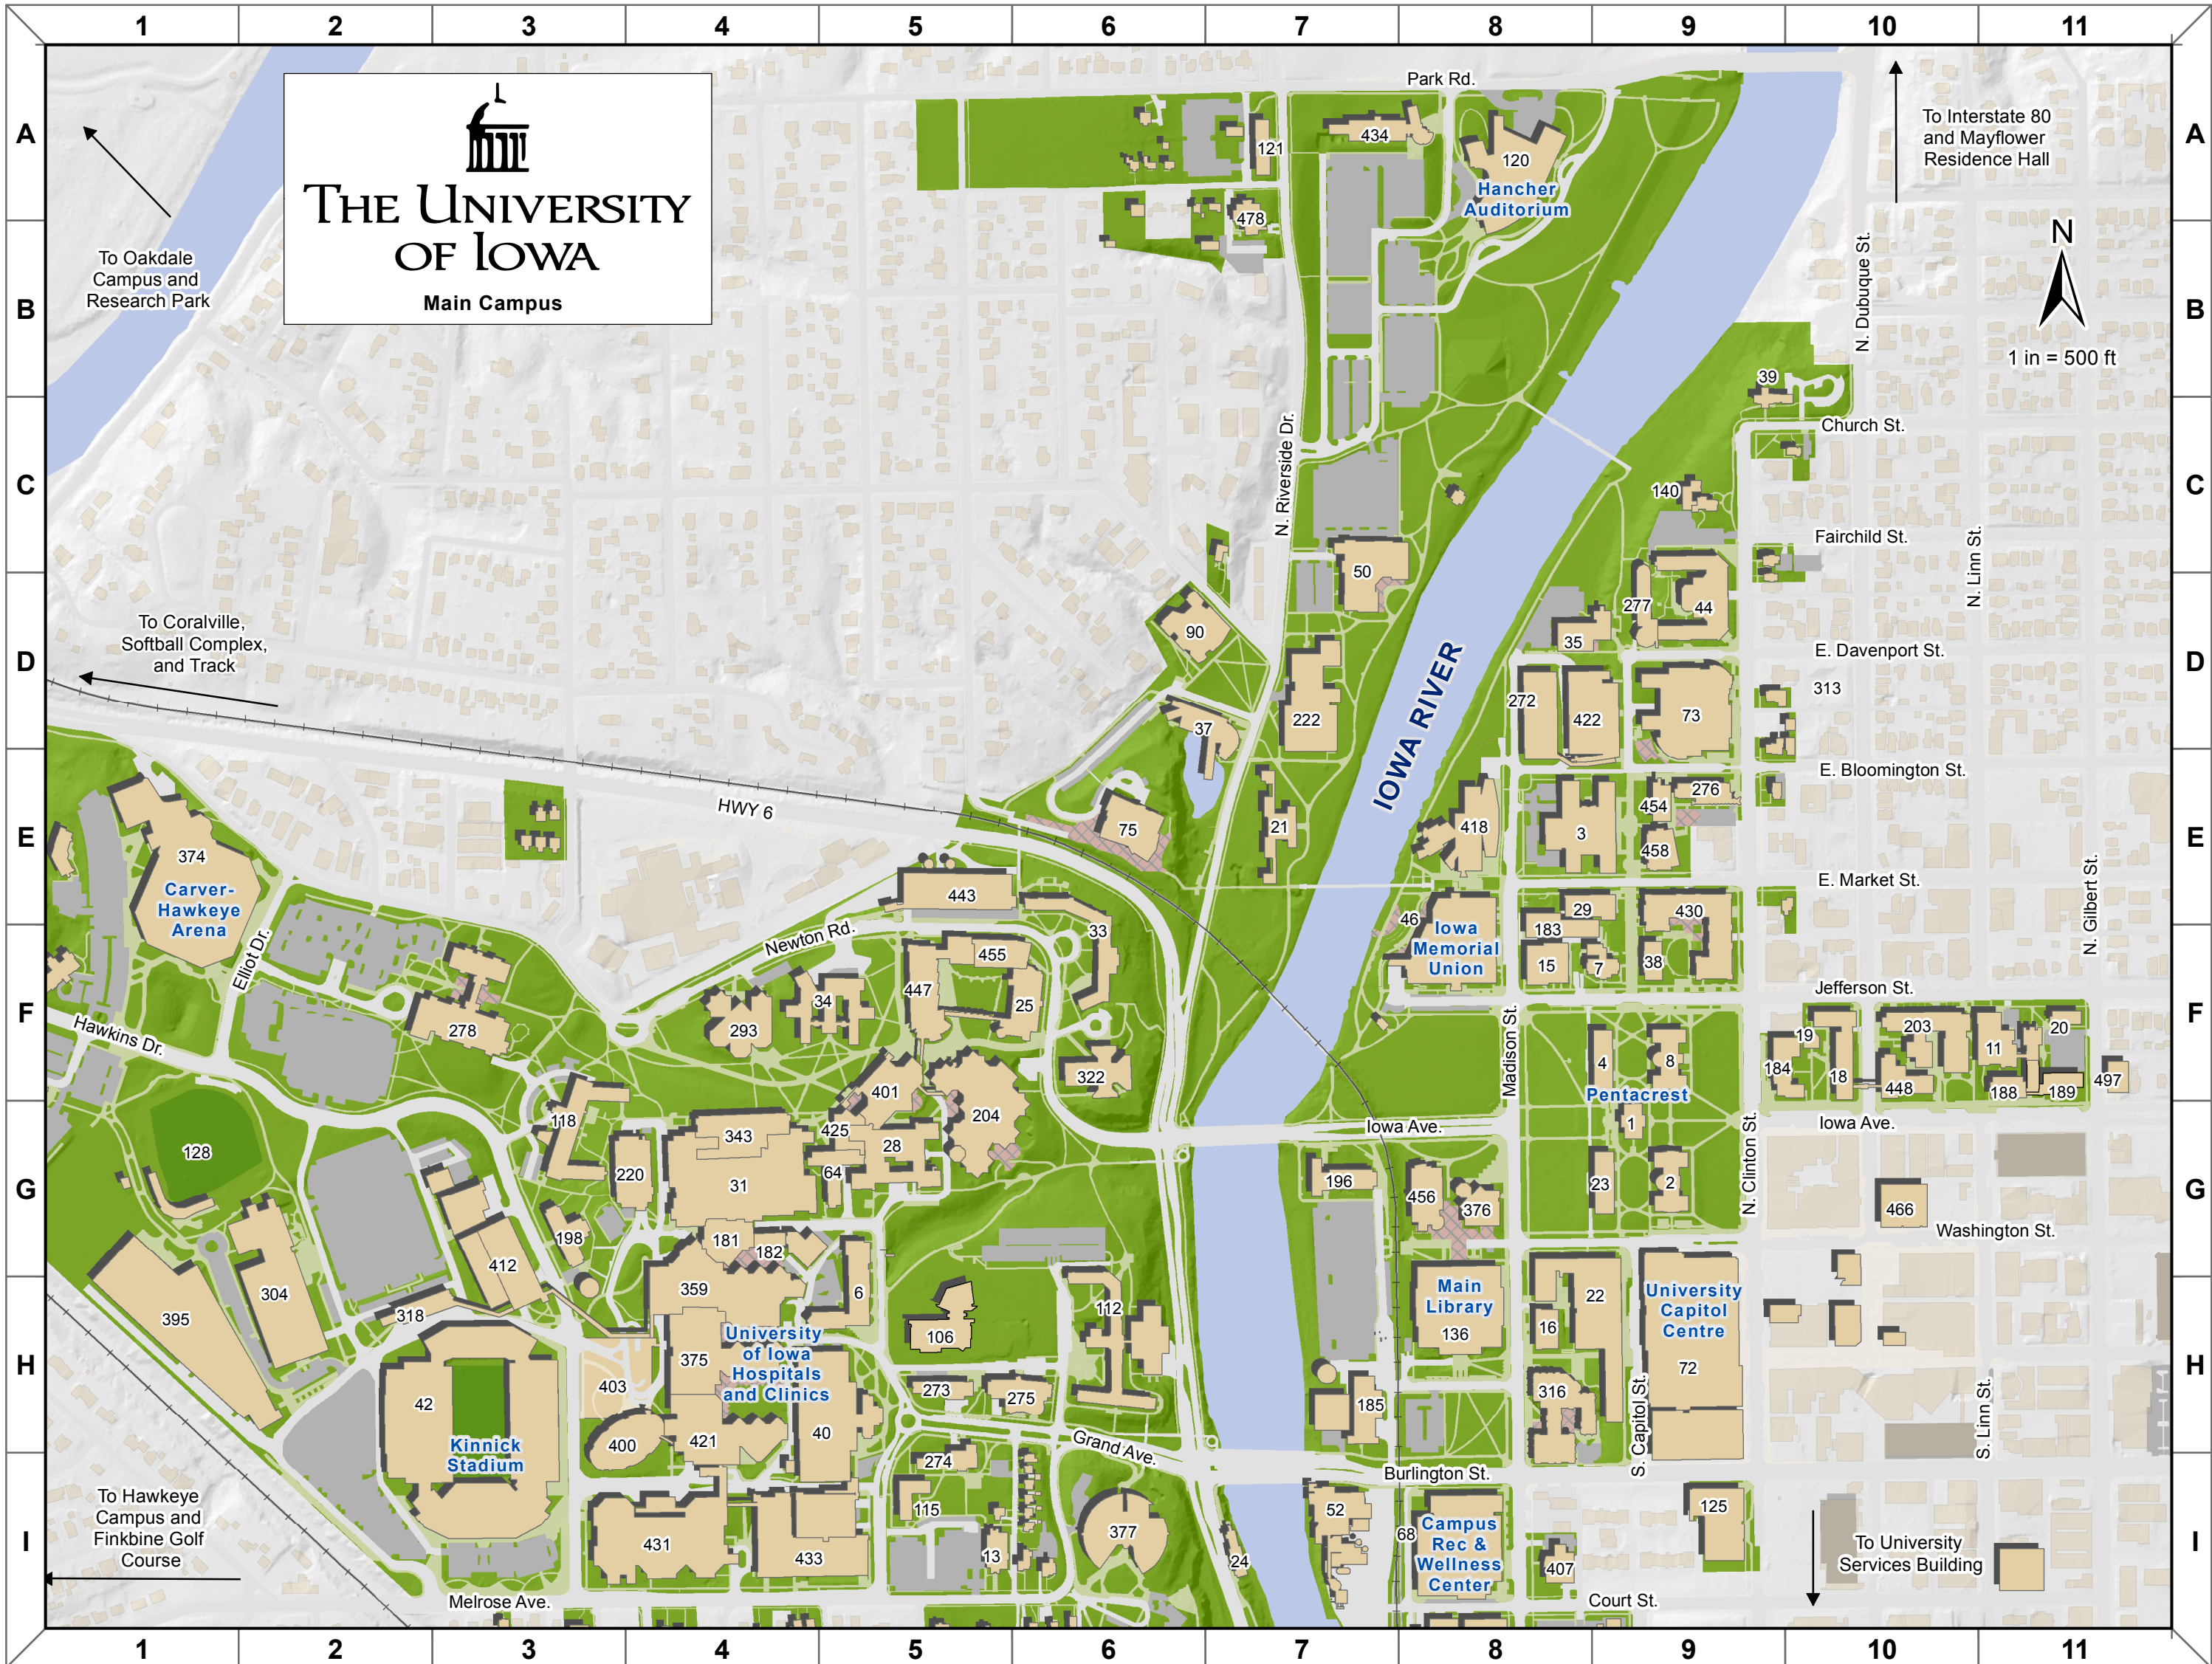 1 2 3 4 5 6 7 8 9 10 11
A
B
C
D
E
F
G
H
I
THE UNIVERSITY
OF IOWA
Main Campus
To Oakdale
Campus and
Research Park
To Interstate 80
and Mayflower
Residence Hall
N
1 in = 500 ft
Park Rd.
121
434
120
Hancher
Auditorium
478
N. Dubuque St.
39
Church St.
N. Riverside Dr.
140
Fairchild St.
N. Linn St.
50
To Coralville,
Softball Complex,
and Track
90
277
44
35
E. Davenport St.
313
IOWA RIVER
37
222
272
422
73
E. Bloomington St.
HWY 6
374
Carver-
Hawkeye
Arena
75
21
418
3
454
276
458
E. Market St.
N. Gilbert St.
443
Newton Rd.
33
46
Iowa
Memorial
Union
29
183
15
7
430
38
Jefferson St.
Elliot Dr.
Hawkins Dr.
278
293
34
447
455
25
322
Madison St.
4
8
Pentacrest
1
23
2
19
184
18
203
448
11
20
188
189
497
Iowa Ave.
Iowa Ave.
N. Clinton St.
128
118
220
343
31
425
401
28
64
204
196
456
376
466
Washington St.
198
181
182
412
304
395
318
359
6
106
112
Main
Library
136
22
16
University
Capitol
Centre
72
University
of Iowa
Hospitals
and Clinics
375
403
42
Kinnick
Stadium
400
421
40
273
275
185
316
S. Capitol St.
S. Linn St.
Grand Ave.
274
Burlington St.
To Hawkeye
Campus and
Finkbine Golf
Course
115
13
431
433
377
24
52
68
Campus
Rec &
Wellness
Center
407
125
To University
Services Building
Melrose Ave.
Court St.
A
B
C
D
E
F
G
H
I
1 2 3 4 5 6 7 8 9 10 11